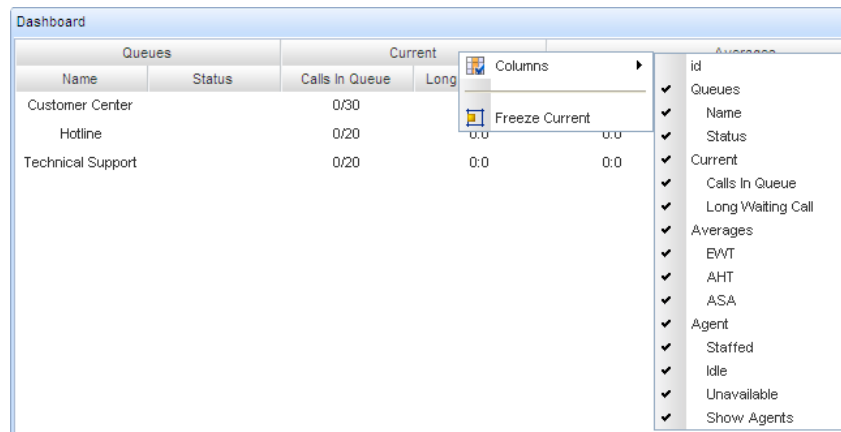 Dashboard
Queues Current Averages
Name Status Calls In Queue Long
Customer Center 0/30
Hotline 0/20 0:0 0:0
Technical Support 0/20 0:0 0:0
Columns
Freeze Current
id
Queues
Name
Status
Current
Calls In Queue
Long Waiting Call
Averages
EWT
AHT
ASA
Agent
Staffed
Idle
Unavailable
Show Agents